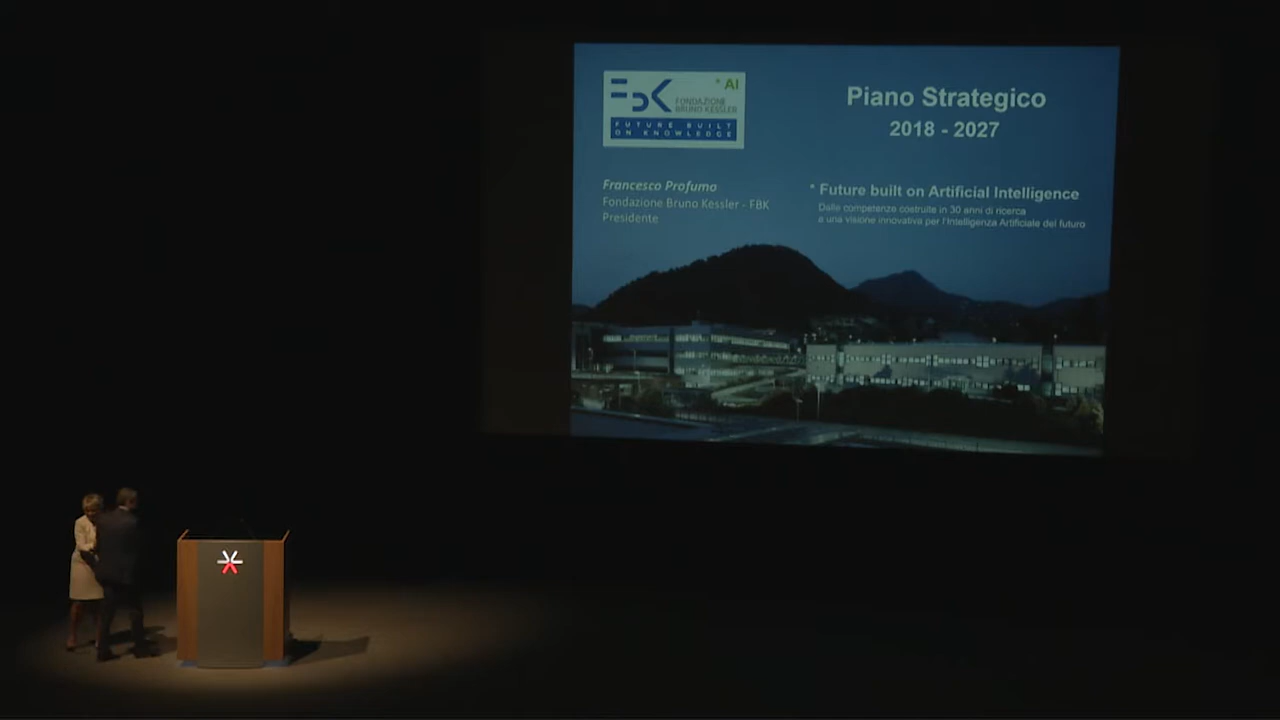 * AI
FBK
FONDAZIONE
BRUNO KESSLER
FUTURE BUILT
ON KNOWLEDGE
Piano Strategico
2018 - 2027
Francesco Profumo
Fondazione Bruno Kessler - FBK
Presidente
* Future built on Artificial Intelligence
Dalle competenze costruite in 30 anni di ricerca
a una visione innovativa per l'Intelligenza Artificiale del futuro